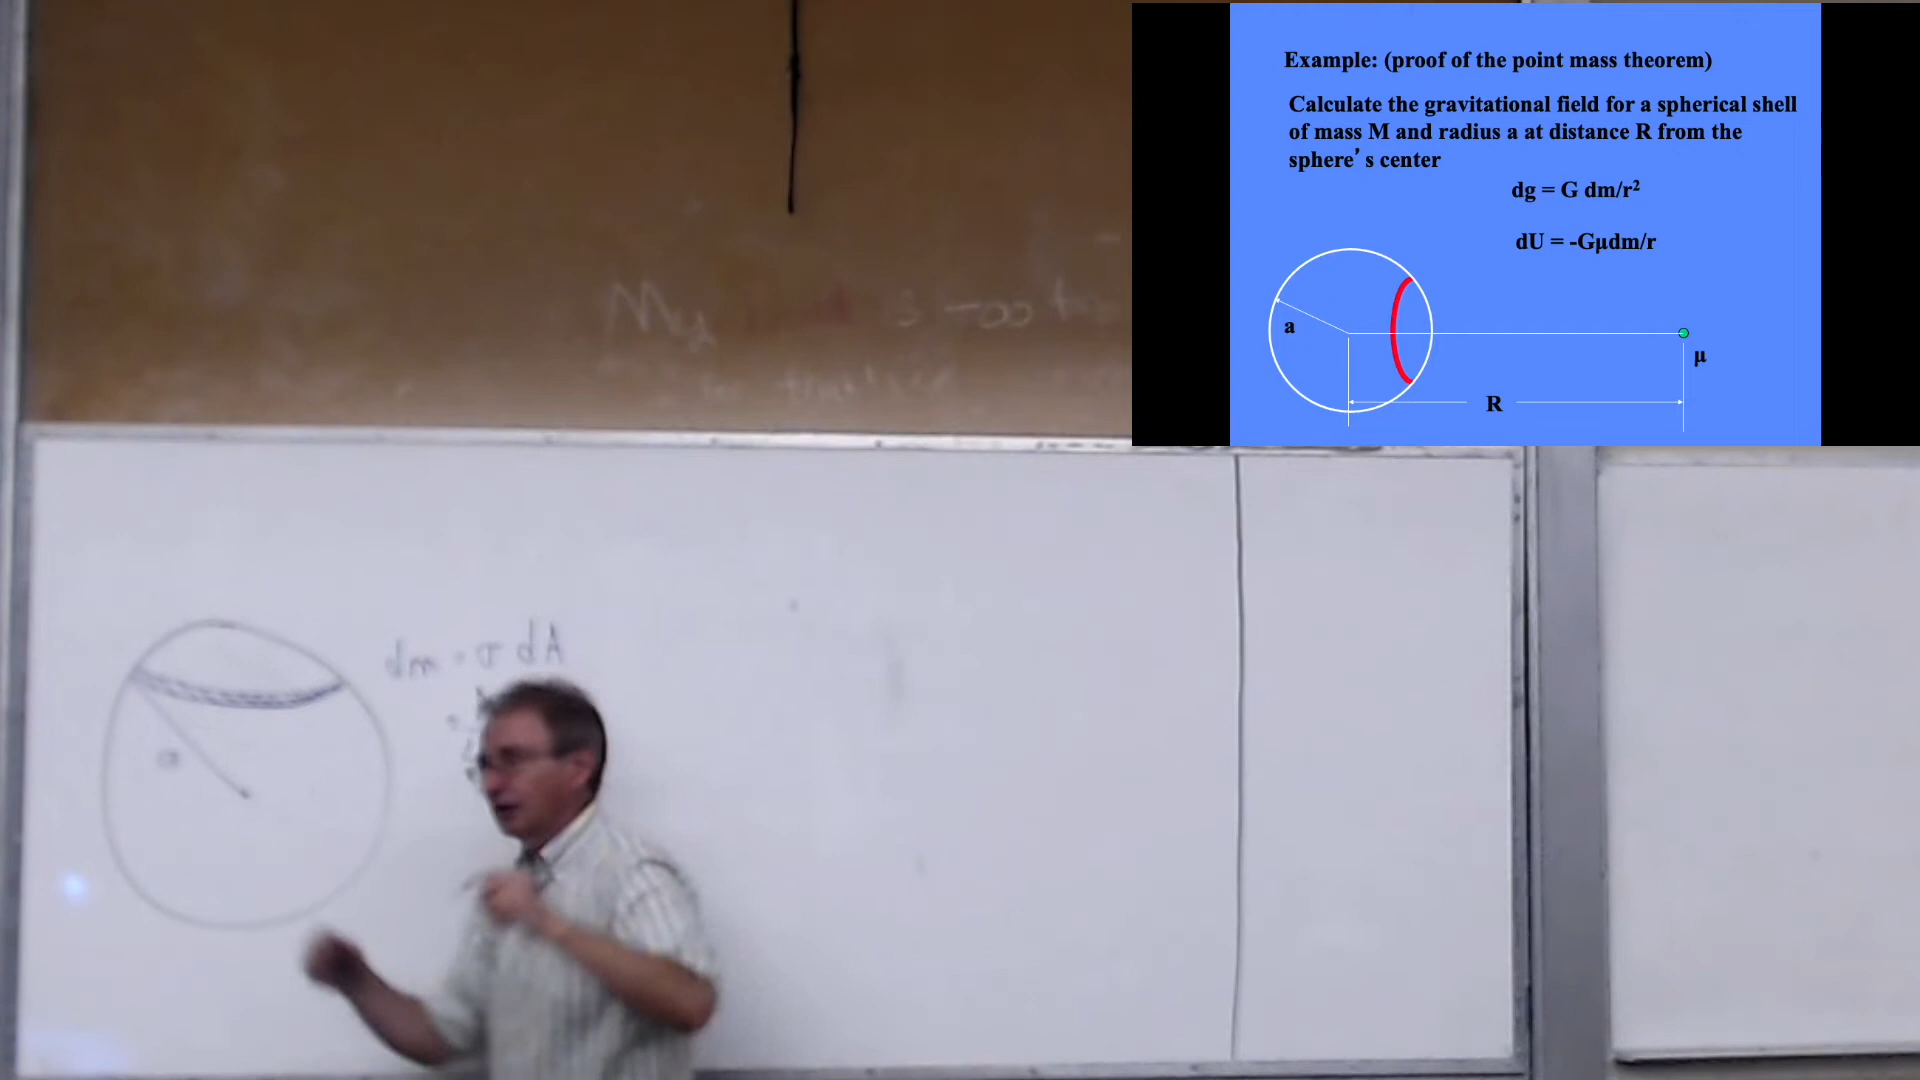 Example: (proof of the point mass theorem)
Calculate the gravitational field for a spherical shell
of mass M and radius a at distance R from the
sphere's center
dg = G dm/r²
dU = -Gμdm/r
a
μ
R
My
dm = σ dA
a